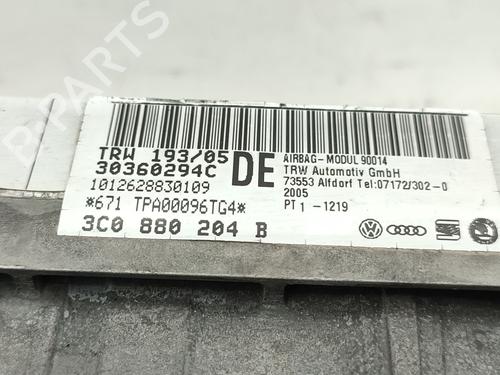 TRW 193/05
30360294C
1012628830109
*671 TPA00096TG4*
3C0 880 204 B
DE
AIRBAG-MODUL 90014
TRW Automotiv GmbH
73553 Alfdorf Tel:07172/302-0
2005
PT1 -1219
B-PARTS